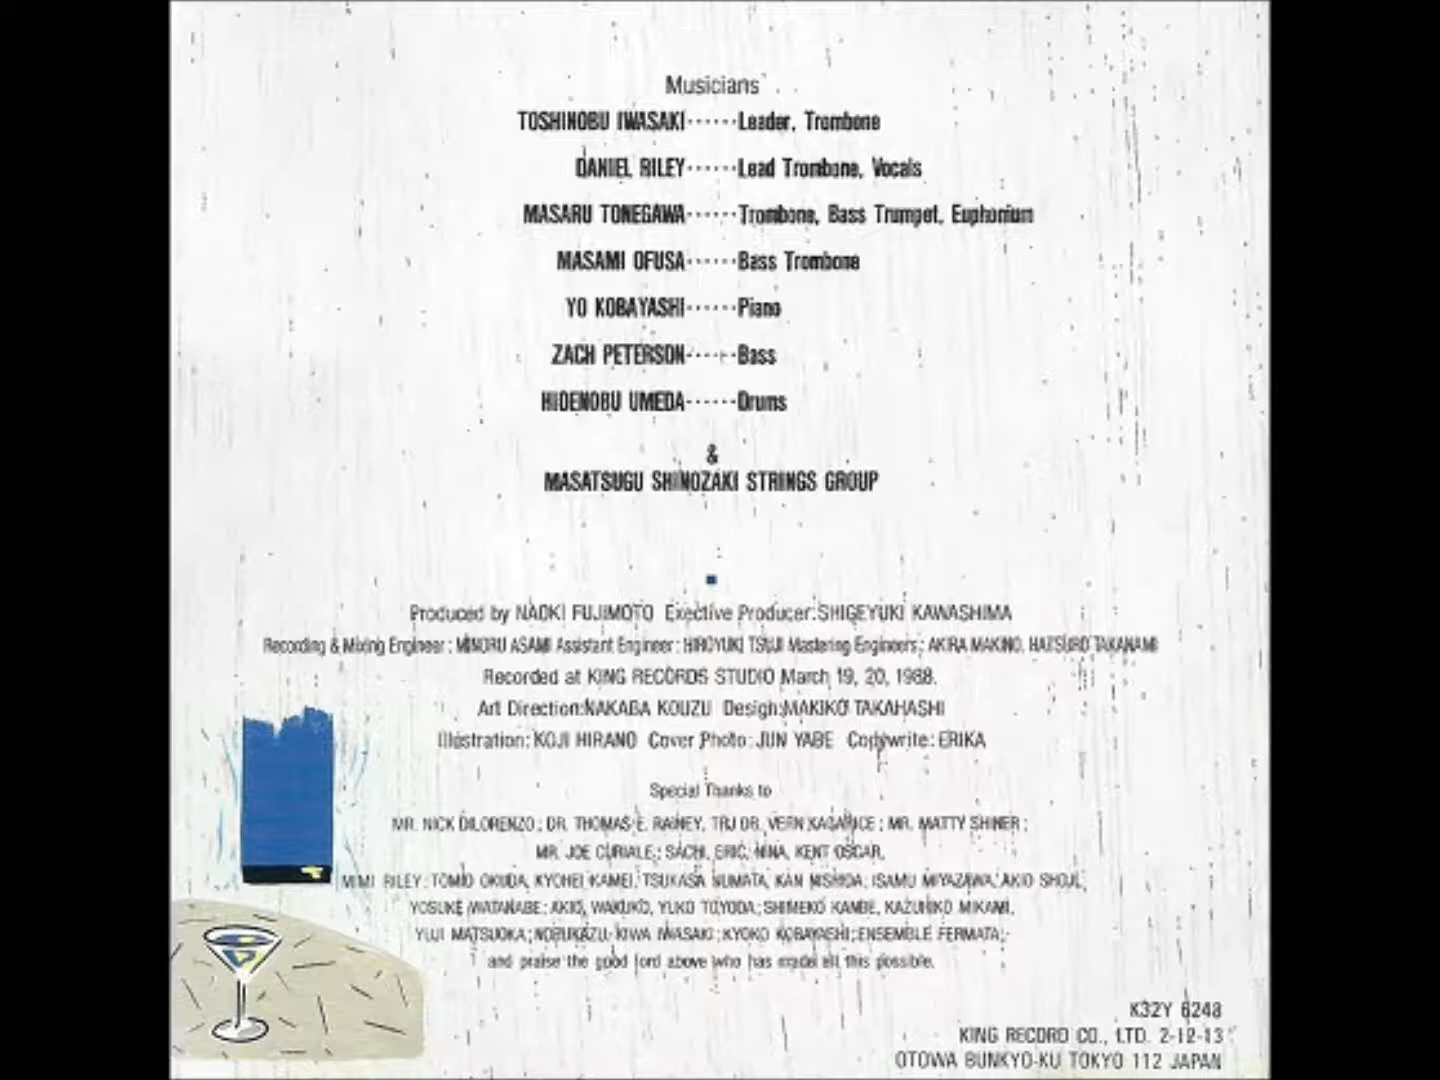 Musicians
TOSHINOBU IWASAKI······Leader, Trombone
DANIEL RILEY······Lead Trombone, Vocals
MASARU TONEGAWA······Trombone, Bass Trumpet, Euphonium
MASAMI OFUSA······Bass Trombone
YO KOBAYASHI······Piano
ZACH PETERSON······Bass
HIDENOBU UMEDA······Drums
&
MASATSUGU SHINOZAKI STRINGS GROUP
Produced by NAOKI FUJIMOTO Exective Producer:SHIGEYUKI KAWASHIMA
Recording & Mixing Engineer : MINORU ASAMI Assistant Engineer : HIROYUKI TSUJI Mastering Engineers : AKIRA MAKINO, HATSURO TAKANAMI
Recorded at KING RECORDS STUDIO March 19, 20, 1988.
Art Direction:NAKABA KOUZU Design:MAKIKO TAKAHASHI
Illustration: KOJI HIRANO Cover Photo: JUN YABE Copywrite: ERIKA
Special Thanks to
MR. NICK DILORENZO ; DR. THOMAS E. RAINEY, TRJ DR. VERN KAGARICE ; MR. MATTY SHINER ;
MR. JOE CURIALE ; SACHI, ERIC, NINA, KENT OSCAR,
MIMI RILEY ; TOMIO OKUDA, KYOHEI KAMEI, TSUKASA NUMATA, KAN NISHIDA ; ISAMU MIYAZAWA, AKIO SHOJI,
YOSUKE WATANABE ; AKIO, WAKUKO, YUKO TOYODA ; SHIMEKO KANBE, KAZUHIKO MIKAMI,
YUJI MATSUOKA ; NOBUKAZU, KIWA IWASAKI ; KYOKO KOBAYASHI ; ENSEMBLE FERMATA ;
and praise the good lord above who has made all this possible.
K32Y 6248
KING RECORD CO., LTD. 2-12-13
OTOWA BUNKYO-KU TOKYO 112 JAPAN